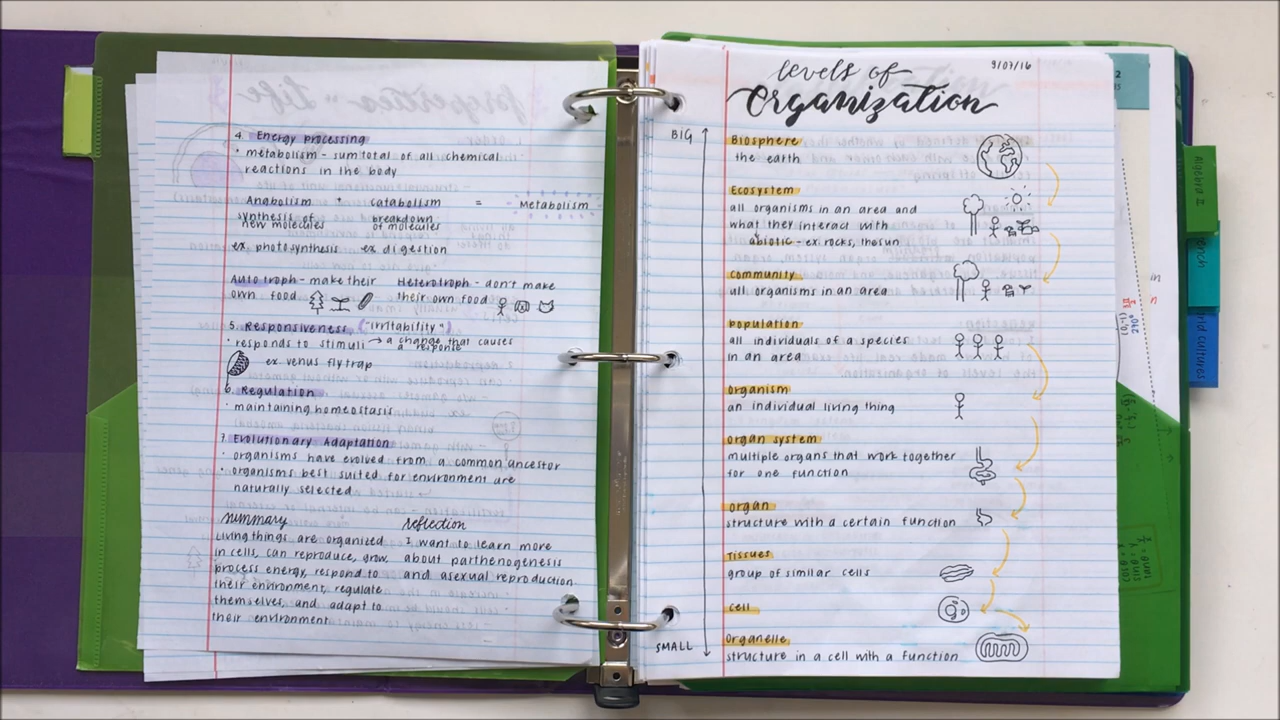 4. Energy processing
· metabolism - sum total of all chemical
reactions in the body
Anabolism + catabolism = Metabolism
synthesis of new molecules
breakdown of molecules
ex photosynthesis ex digestion
Autotroph - make their own food
Heterotroph - don't make their own food
5. Responsiveness ("irritability")
· responds to stimuli → a change that causes a response
ex venus fly trap
6. Regulation
· maintaining homeostasis
7. Evolutionary Adaptation
· organisms have evolved from a common ancestor
· organisms best suited for environment are
naturally selected
summary
Living things are organized
in cells, can reproduce, grow,
process energy, respond to
their environment, regulate
themselves, and adapt to
their environment
reflection
I want to learn more
about parthenogenesis
and asexual reproduction.
levels of
Organization
9/07/16
BIG
Biosphere
the earth
Ecosystem
all organisms in an area and
what they interact with
abiotic - ex rocks, the sun
community
all organisms in an area
population
all individuals of a species
in an area
organism
an individual living thing
organ system
multiple organs that work together
for one function
organ
structure with a certain function
Tissues
group of similar cells
cell
Organelle
SMALL
structure in a cell with a function
Algebra II